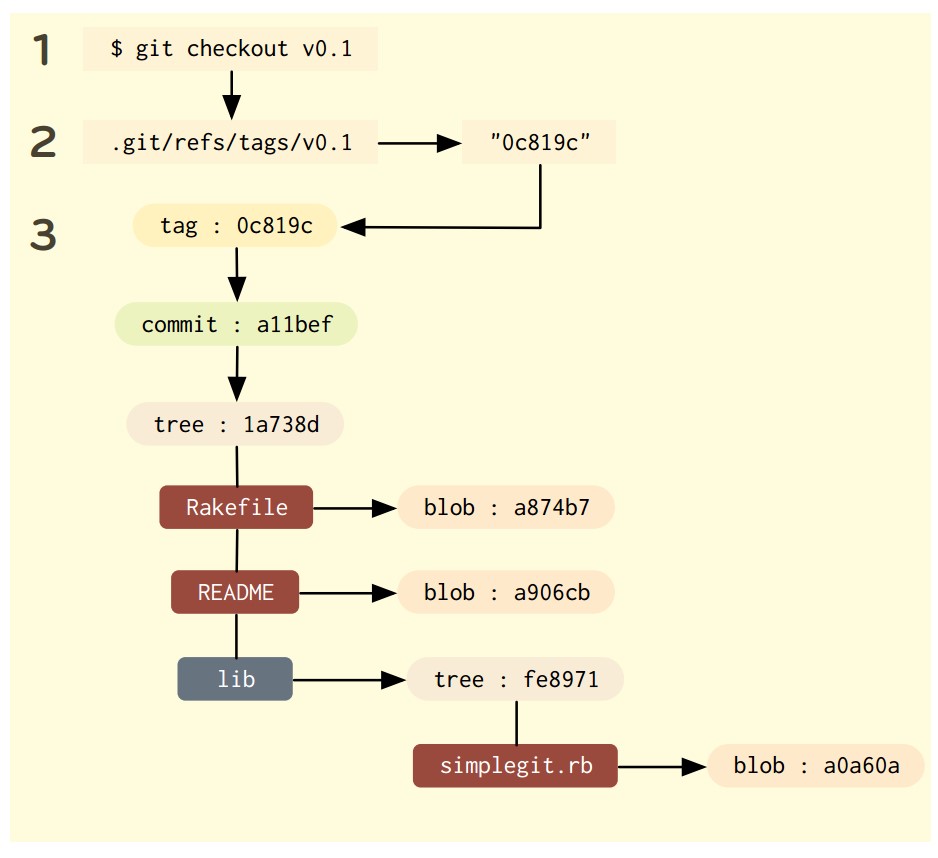 1
$ git checkout v0.1
2
.git/refs/tags/v0.1
"0c819c"
3
tag : 0c819c
commit : a11bef
tree : 1a738d
Rakefile
blob : a874b7
README
blob : a906cb
lib
tree : fe8971
simplegit.rb
blob : a0a60a